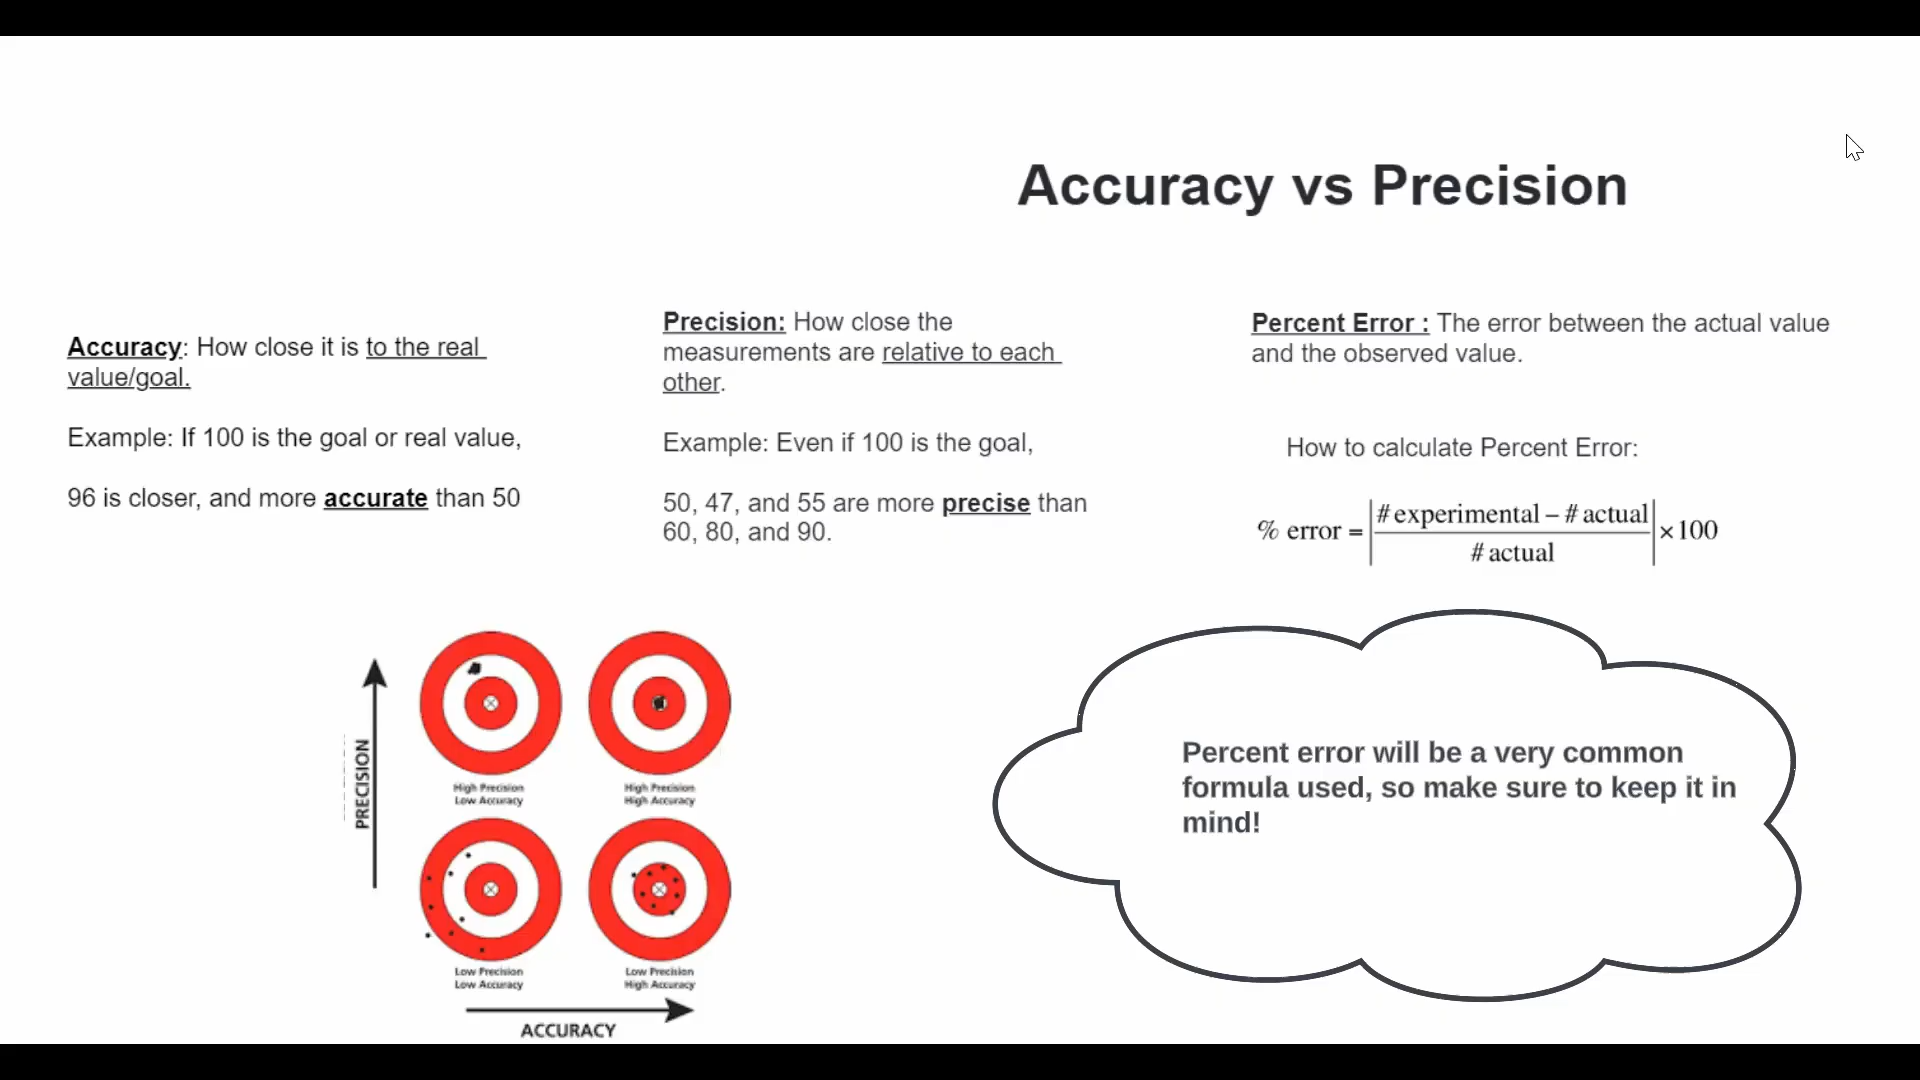 Accuracy vs Precision
Accuracy: How close it is to the real
value/goal.
Example: If 100 is the goal or real value,
96 is closer, and more accurate than 50
Precision: How close the
measurements are relative to each
other.
Example: Even if 100 is the goal,
50, 47, and 55 are more precise than
60, 80, and 90.
Percent Error : The error between the actual value
and the observed value.
How to calculate Percent Error:
% error = |(# experimental – # actual) / # actual| × 100
PRECISION
High Precision
Low Accuracy
High Precision
High Accuracy
Low Precision
Low Accuracy
Low Precision
High Accuracy
ACCURACY
Percent error will be a very common
formula used, so make sure to keep it in
mind!